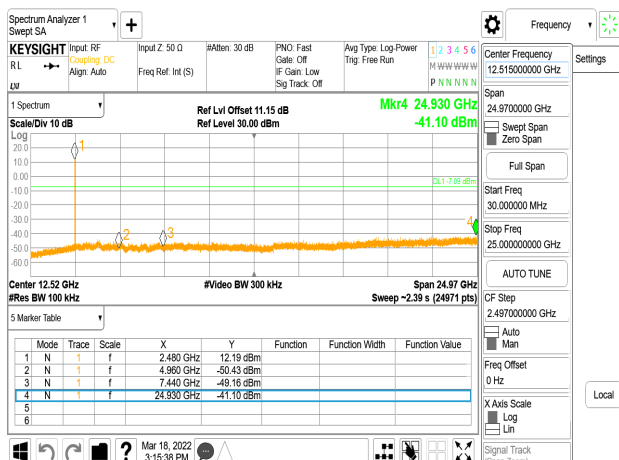 Spectrum Analyzer 1
Swept SA
Frequency
KEYSIGHT
RL
Input: RF
Coupling: DC
Align: Auto
Input Z: 50 Ω
Freq Ref: Int (S)
#Atten: 30 dB
PNO: Fast
Gate: Off
IF Gain: Low
Sig Track: Off
Avg Type: Log-Power
Trig: Free Run
1 2 3 4 5 6
M W W W W W
P N N N N N
Center Frequency
12.515000000 GHz
Settings
Span
24.9700000 GHz
Swept Span
Zero Span
Full Span
Start Freq
30.000000 MHz
Stop Freq
25.000000000 GHz
AUTO TUNE
CF Step
2.497000000 GHz
Auto
Man
Freq Offset
0 Hz
X Axis Scale
Log
Lin
Signal Track
Local
1 Spectrum
Scale/Div 10 dB
Ref Lvl Offset 11.15 dB
Ref Level 30.00 dBm
Mkr4 24.930 GHz
-41.10 dBm
Log
20.0
10.00
0.00
-10.0
-20.0
-30.0
-40.0
-50.0
-60.0
1
2
3
4
DL1 -7.09 dBm
Center 12.52 GHz
#Res BW 100 kHz
#Video BW 300 kHz
Span 24.97 GHz
Sweep ~2.39 s (24971 pts)
5 Marker Table
Mode Trace Scale X Y Function Function Width Function Value
1 N 1 f 2.480 GHz 12.19 dBm
2 N 1 f 4.960 GHz -50.43 dBm
3 N 1 f 7.440 GHz -49.16 dBm
4 N 1 f 24.930 GHz -41.10 dBm
5
6
?
Mar 18, 2022
3:15:38 PM